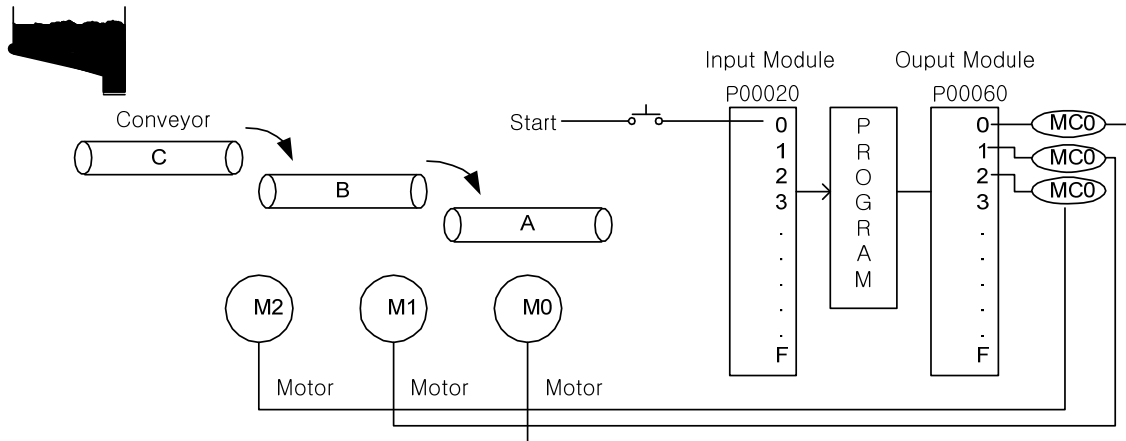 Input Module
Ouput Module
P00020
P00060
Conveyor
Start
C
B
A
0
1
2
3
.
.
.
.
.
F
P
R
O
G
R
A
M
0
1
2
3
.
.
.
.
.
F
MC0
MC0
MC0
M2
M1
M0
Motor
Motor
Motor